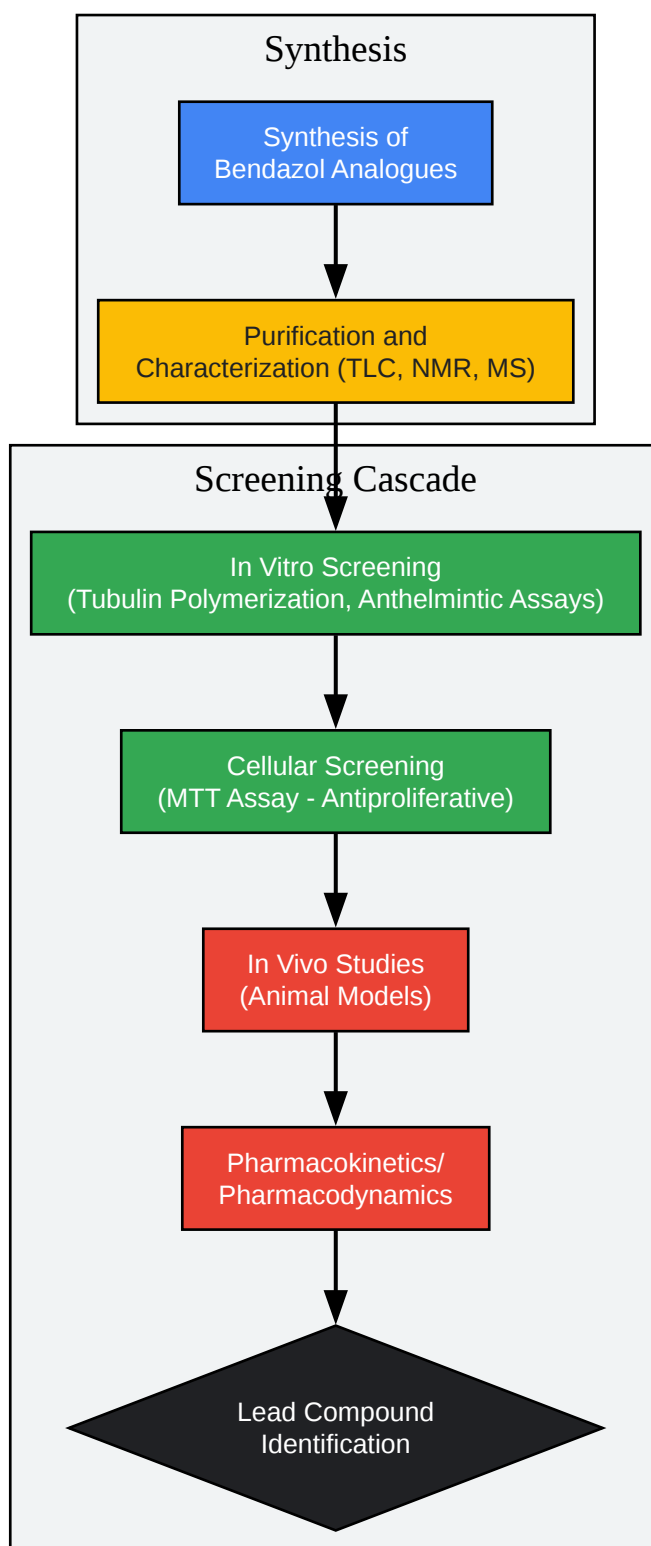 Synthesis
Synthesis of
Bendazol Analogues
Purification and
Characterization (TLC, NMR, MS)
Screening Cascade
In Vitro Screening
(Tubulin Polymerization, Anthelmintic Assays)
Cellular Screening
(MTT Assay - Antiproliferative)
In Vivo Studies
(Animal Models)
Pharmacokinetics/
Pharmacodynamics
Lead Compound
Identification